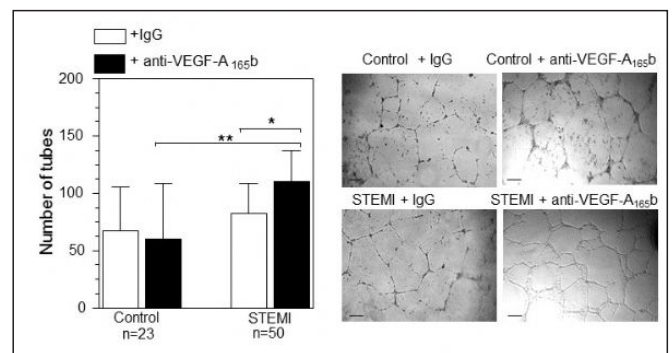 +IgG
+ anti-VEGF-A165b
Number of tubes
200
150
100
50
0
**
*
Control
n=23
STEMI
n=50
Control + IgG
Control + anti-VEGF-A165b
STEMI + IgG
STEMI + anti-VEGF-A165b